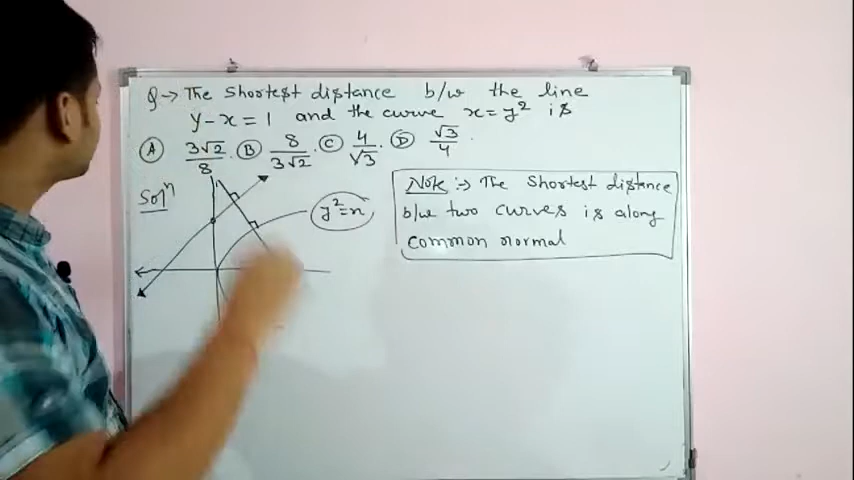 Q→ The shortest distance b/w the line
y-x=1 and the curve x=y² is
(A) 3√2/8 . (B) 8/3√2 . (C) 4/√3 . (D) √3/4 .
Solⁿ
y²=x
Note :→ The shortest distance
b/w two curves is along
common normal